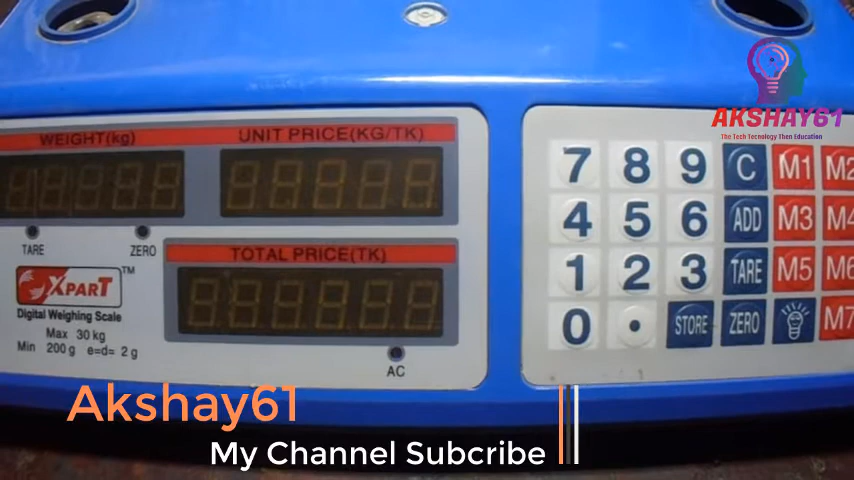 AKSHAY61
The Tech Tecnology Then Education
WEIGHT(kg)
UNIT PRICE(KG/TK)
TARE
ZERO
TOTAL PRICE(TK)
XPART TM
Digital Weighing Scale
Max 30 kg
Min 200 g e=d= 2 g
AC
7 8 9 C M1 M2
4 5 6 ADD M3 M4
1 2 3 TARE M5 M6
0 . STORE ZERO M7
Akshay61
My Channel Subcribe